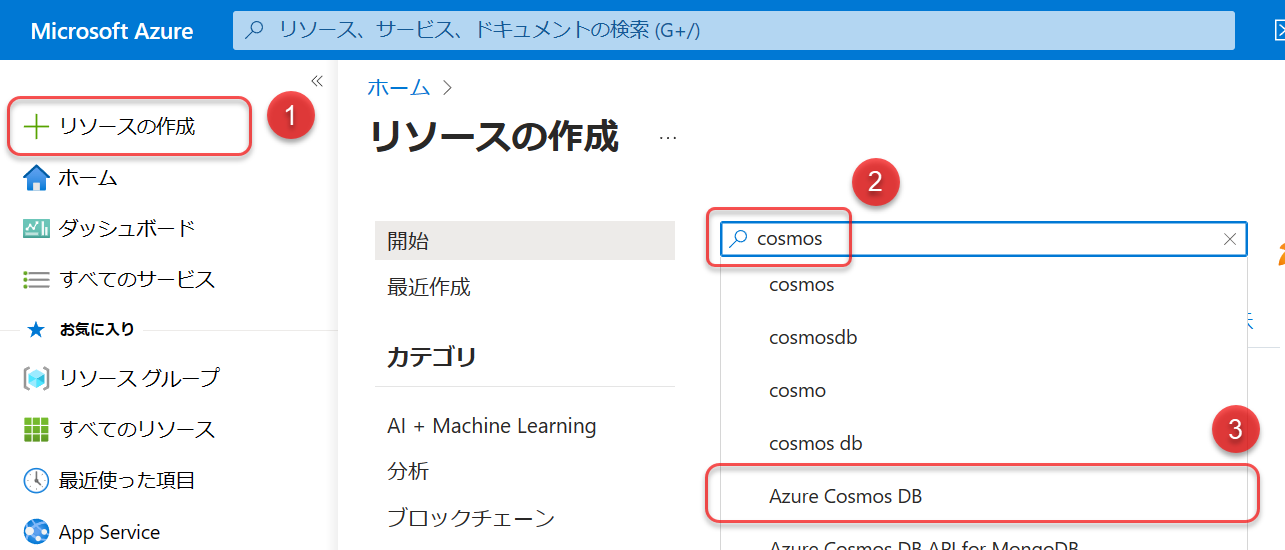 Microsoft Azure
リソース、サービス、ドキュメントの検索 (G+/)
«
リソースの作成
1
ホーム
ダッシュボード
すべてのサービス
お気に入り
リソース グループ
すべてのリソース
最近使った項目
App Service
ホーム >
リソースの作成 …
2
開始
最近作成
カテゴリ
AI + Machine Learning
分析
ブロックチェーン
cosmos
cosmos
cosmosdb
cosmo
cosmos db
3
Azure Cosmos DB
Azure Cosmos DB API for MongoDB